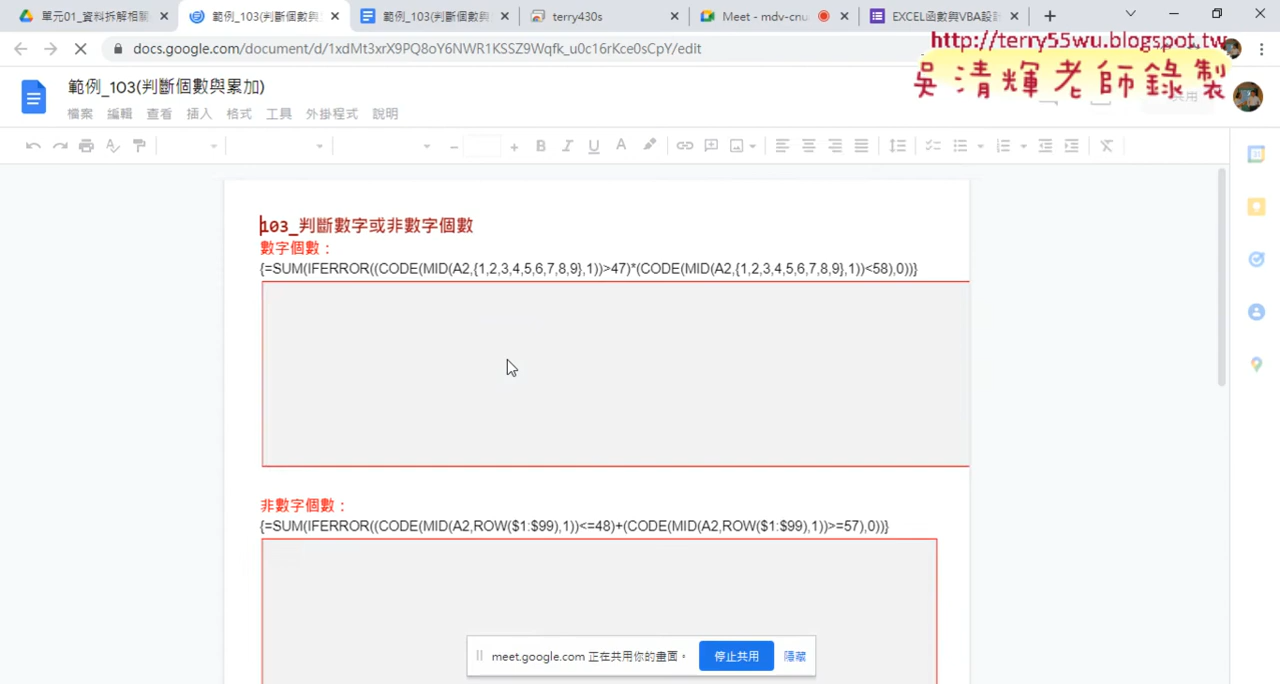 單元01_資料拆解相關
範例_103(判斷個數與
範例_103(判斷個數與
terry430s
Meet - mdv-cnu
EXCEL函數與VBA設計
docs.google.com/document/d/1xdMt3xrX9PQ8oY6NWR1KSSZ9Wqfk_u0c16rKce0sCpY/edit
http://terry55wu.blogspot.tw
吳清輝老師錄製
範例_103(判斷個數與累加)
共用
檔案 編輯 查看 插入 格式 工具 外掛程式 說明
103_判斷數字或非數字個數
數字個數：
{=SUM(IFERROR((CODE(MID(A2,{1,2,3,4,5,6,7,8,9},1))>47)*(CODE(MID(A2,{1,2,3,4,5,6,7,8,9},1))<58),0))}
非數字個數：
{=SUM(IFERROR((CODE(MID(A2,ROW($1:$99),1))<=48)+(CODE(MID(A2,ROW($1:$99),1))>=57),0))}
meet.google.com 正在共用你的畫面。 停止共用 隱藏